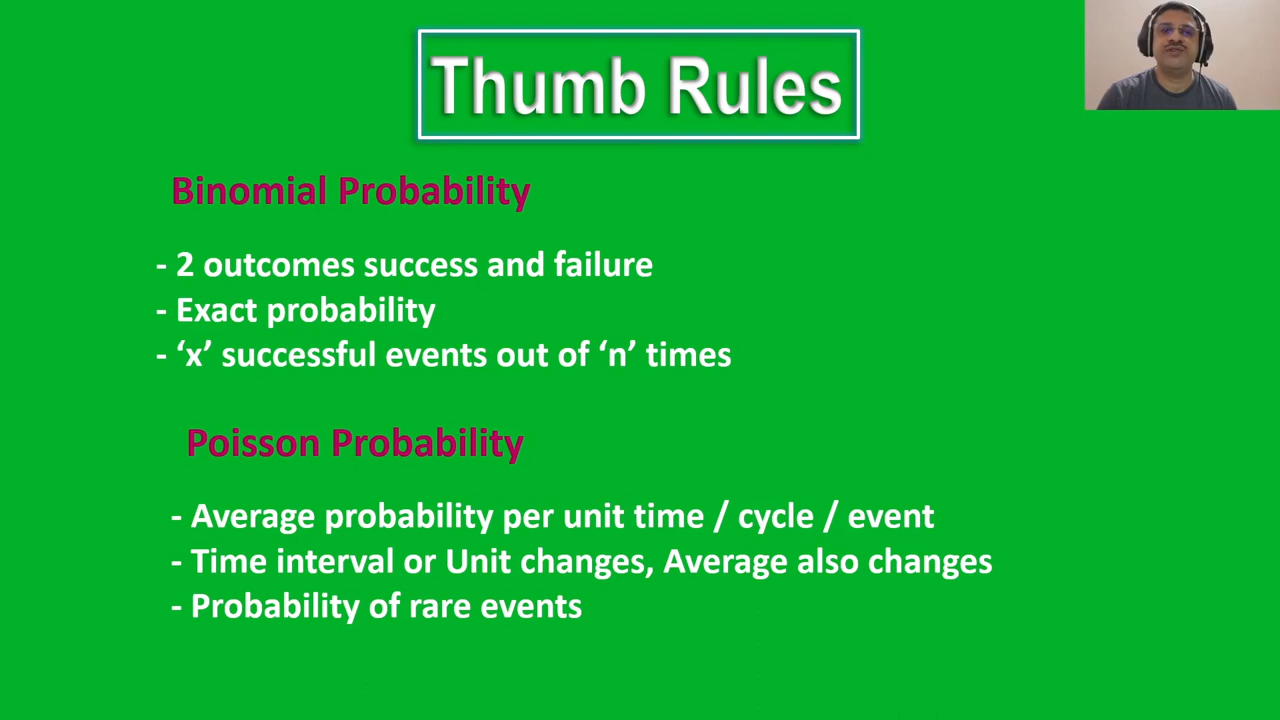 Thumb Rules
Binomial Probability
- 2 outcomes success and failure
- Exact probability
- ‘x’ successful events out of ‘n’ times
Poisson Probability
- Average probability per unit time / cycle / event
- Time interval or Unit changes, Average also changes
- Probability of rare events